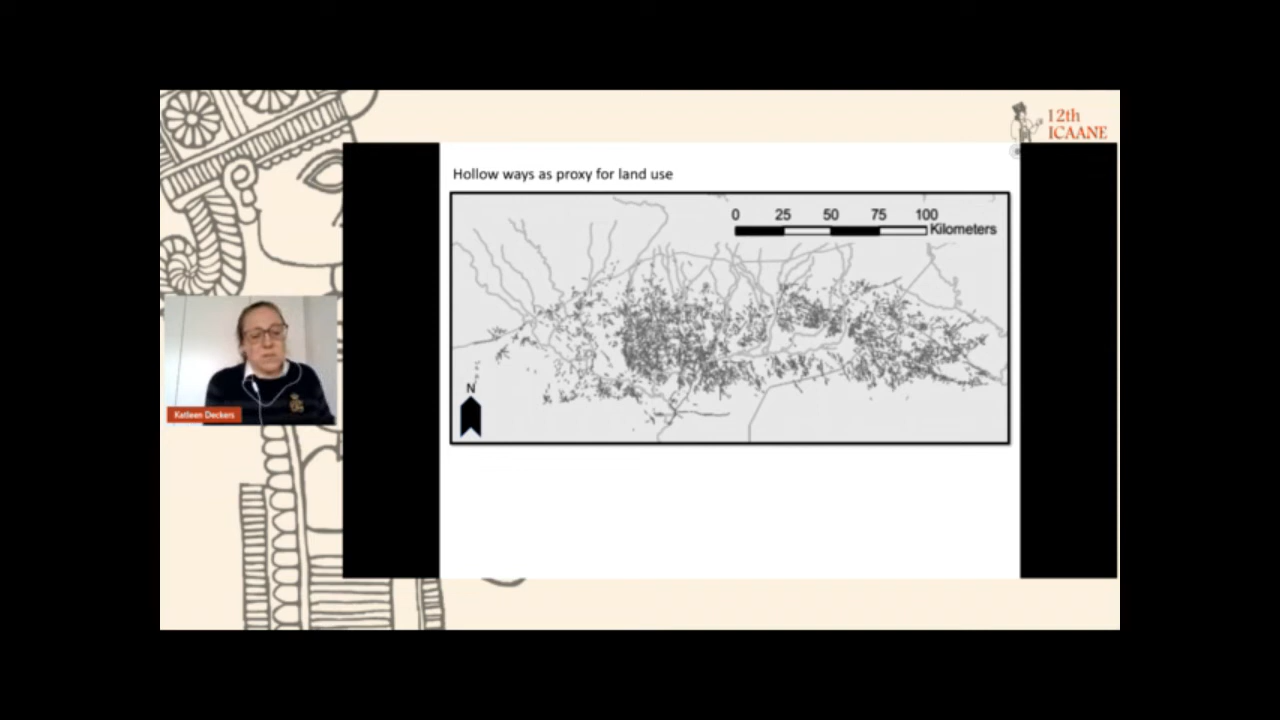 12th
ICAANE
Hollow ways as proxy for land use
0 25 50 75 100
Kilometers
N
Katleen Deckers